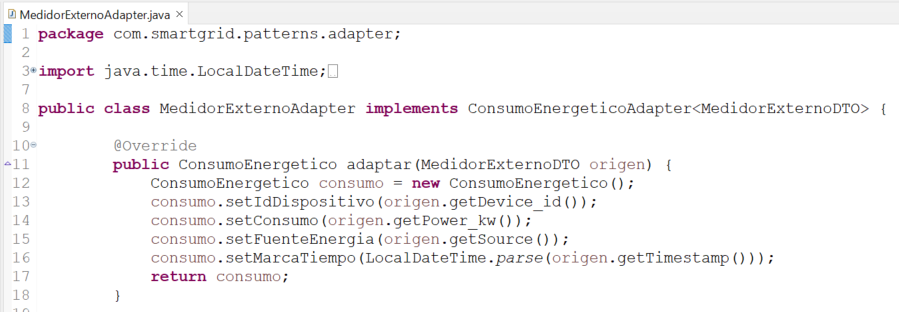 MedidorExternoAdapter.java
1 package com.smartgrid.patterns.adapter;
2
3 import java.time.LocalDateTime;
7
8 public class MedidorExternoAdapter implements ConsumoEnergeticoAdapter<MedidorExternoDTO> {
9
10 @Override
11 public ConsumoEnergetico adaptar(MedidorExternoDTO origen) {
12 ConsumoEnergetico consumo = new ConsumoEnergetico();
13 consumo.setIdDispositivo(origen.getDevice_id());
14 consumo.setConsumo(origen.getPower_kw());
15 consumo.setFuenteEnergia(origen.getSource());
16 consumo.setMarcaTiempo(LocalDateTime.parse(origen.getTimestamp()));
17 return consumo;
18 }